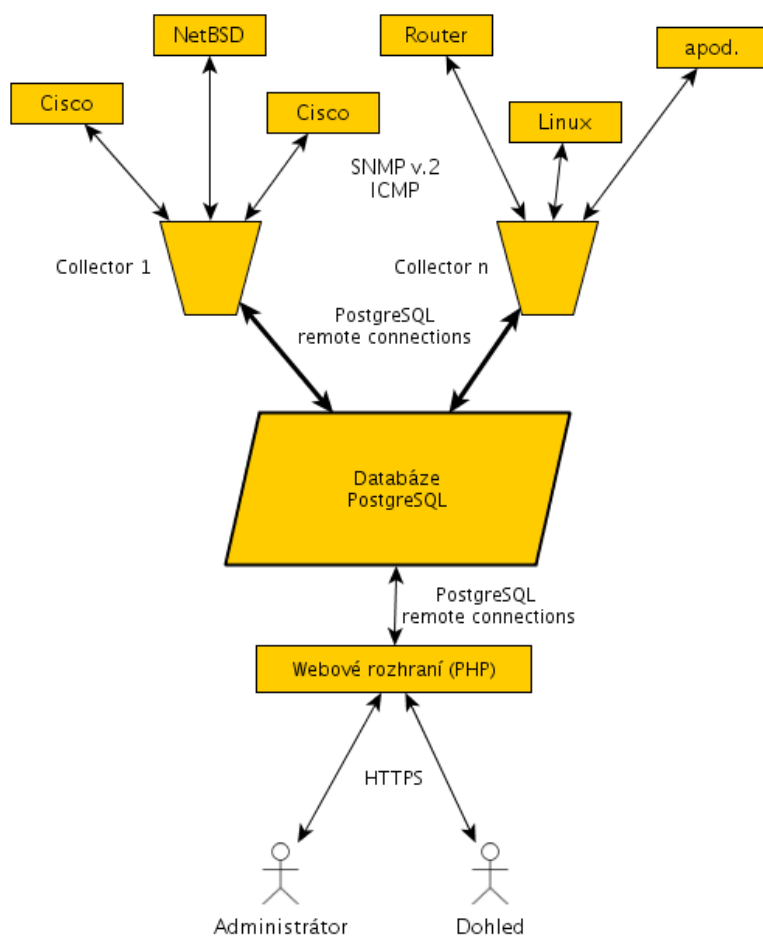 NetBSD
Router
apod.
Cisco
Cisco
Linux
SNMP v.2
ICMP
Collector 1
Collector n
PostgreSQL
remote connections
Databáze
PostgreSQL
PostgreSQL
remote connections
Webové rozhraní (PHP)
HTTPS
Administrátor
Dohled